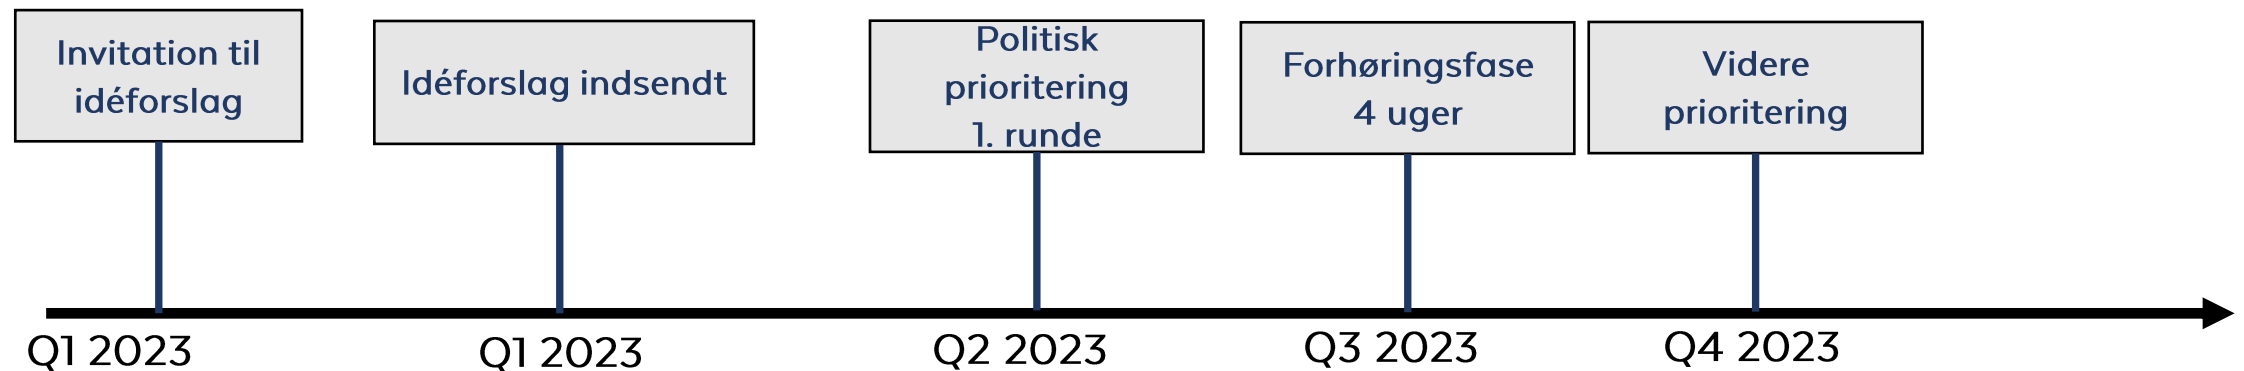 Invitation til
idéforslag
Idéforslag indsendt
Politisk
prioritering
1. runde
Forhøringsfase
4 uger
Videre
prioritering
Q1 2023
Q1 2023
Q2 2023
Q3 2023
Q4 2023